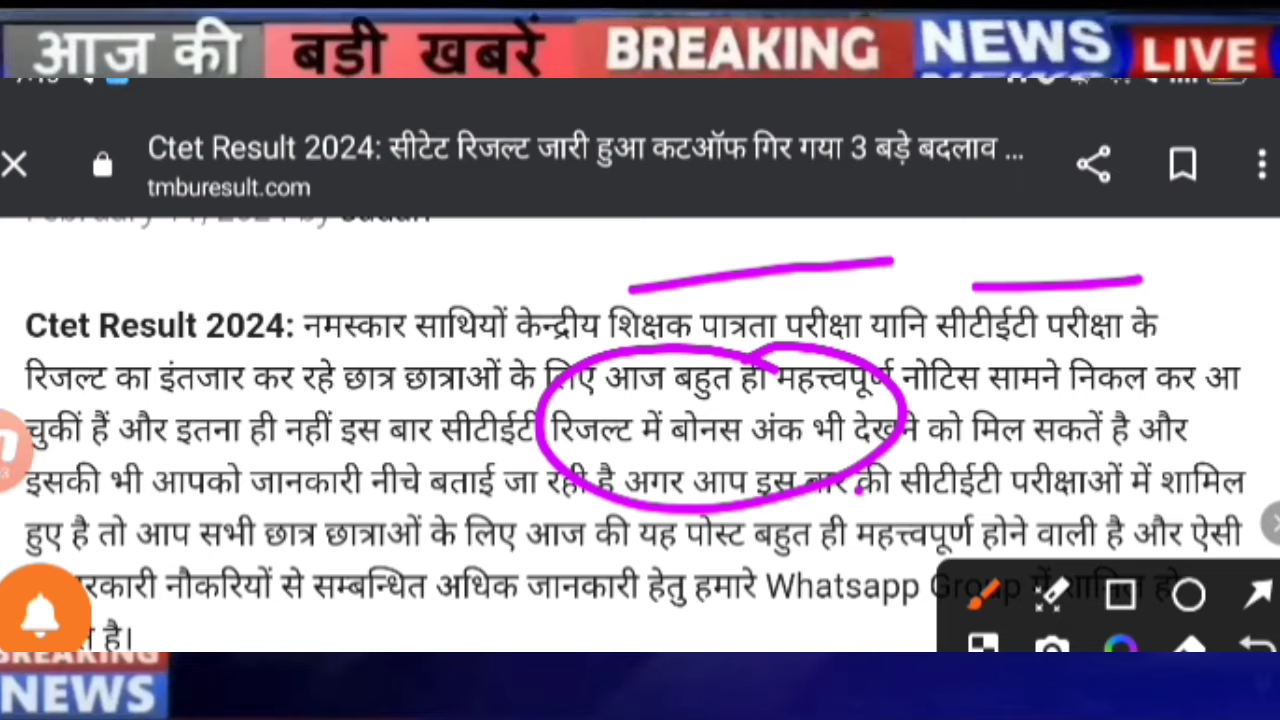 आज की बडी खबरें BREAKING NEWS LIVE
Ctet Result 2024: सीटेट रिजल्ट जारी हुआ कटऑफ गिर गया 3 बड़े बदलाव ...
tmburesult.com
Ctet Result 2024: नमस्कार साथियों केन्द्रीय शिक्षक पात्रता परीक्षा यानि सीटीईटी परीक्षा के
रिजल्ट का इंतजार कर रहे छात्र छात्राओं के लिए आज बहुत ही महत्त्वपूर्ण नोटिस सामने निकल कर आ
चुकीं हैं और इतना ही नहीं इस बार सीटीईटी रिजल्ट में बोनस अंक भी देखने को मिल सकतें है और
इसकी भी आपको जानकारी नीचे बताई जा रही है अगर आप इस बार की सीटीईटी परीक्षाओं में शामिल
हुए है तो आप सभी छात्र छात्राओं के लिए आज की यह पोस्ट बहुत ही महत्त्वपूर्ण होने वाली है और ऐसी
रकारी नौकरियों से सम्बन्धित अधिक जानकारी हेतु हमारे Whatsapp Group में शामिल हो
है।
BREAKING
NEWS